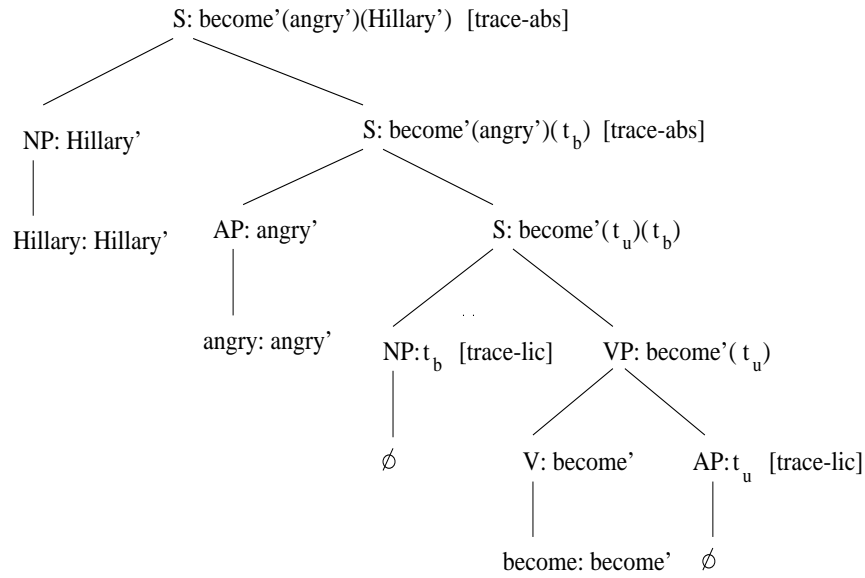 S: become’(angry’)(Hillary’) [trace-abs]
NP: Hillary’
S: become’(angry’)(t_b) [trace-abs]
Hillary: Hillary’
AP: angry’
S: become’(t_u)(t_b)
angry: angry’
NP: t_b [trace-lic]
VP: become’(t_u)
∅
V: become’
AP: t_u [trace-lic]
become: become’
∅